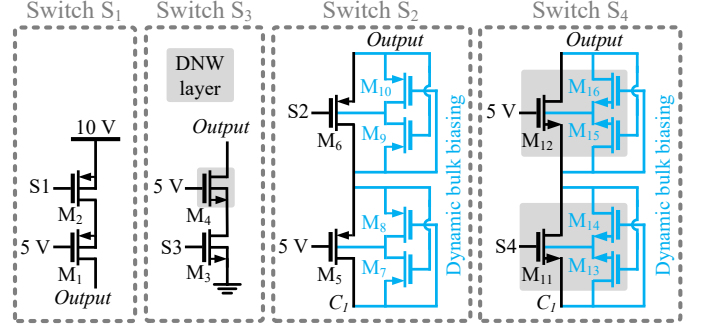 Switch S1
Switch S3
Switch S2
Switch S4
10 V
S1
M2
5 V
M1
Output
DNW
layer
Output
5 V
M4
S3
M3
Output
M10
S2
M9
M6
M8
5 V
M7
M5
C1
Dynamic bulk biasing
Output
M16
5 V
M15
M12
M14
S4
M13
M11
C1
Dynamic bulk biasing